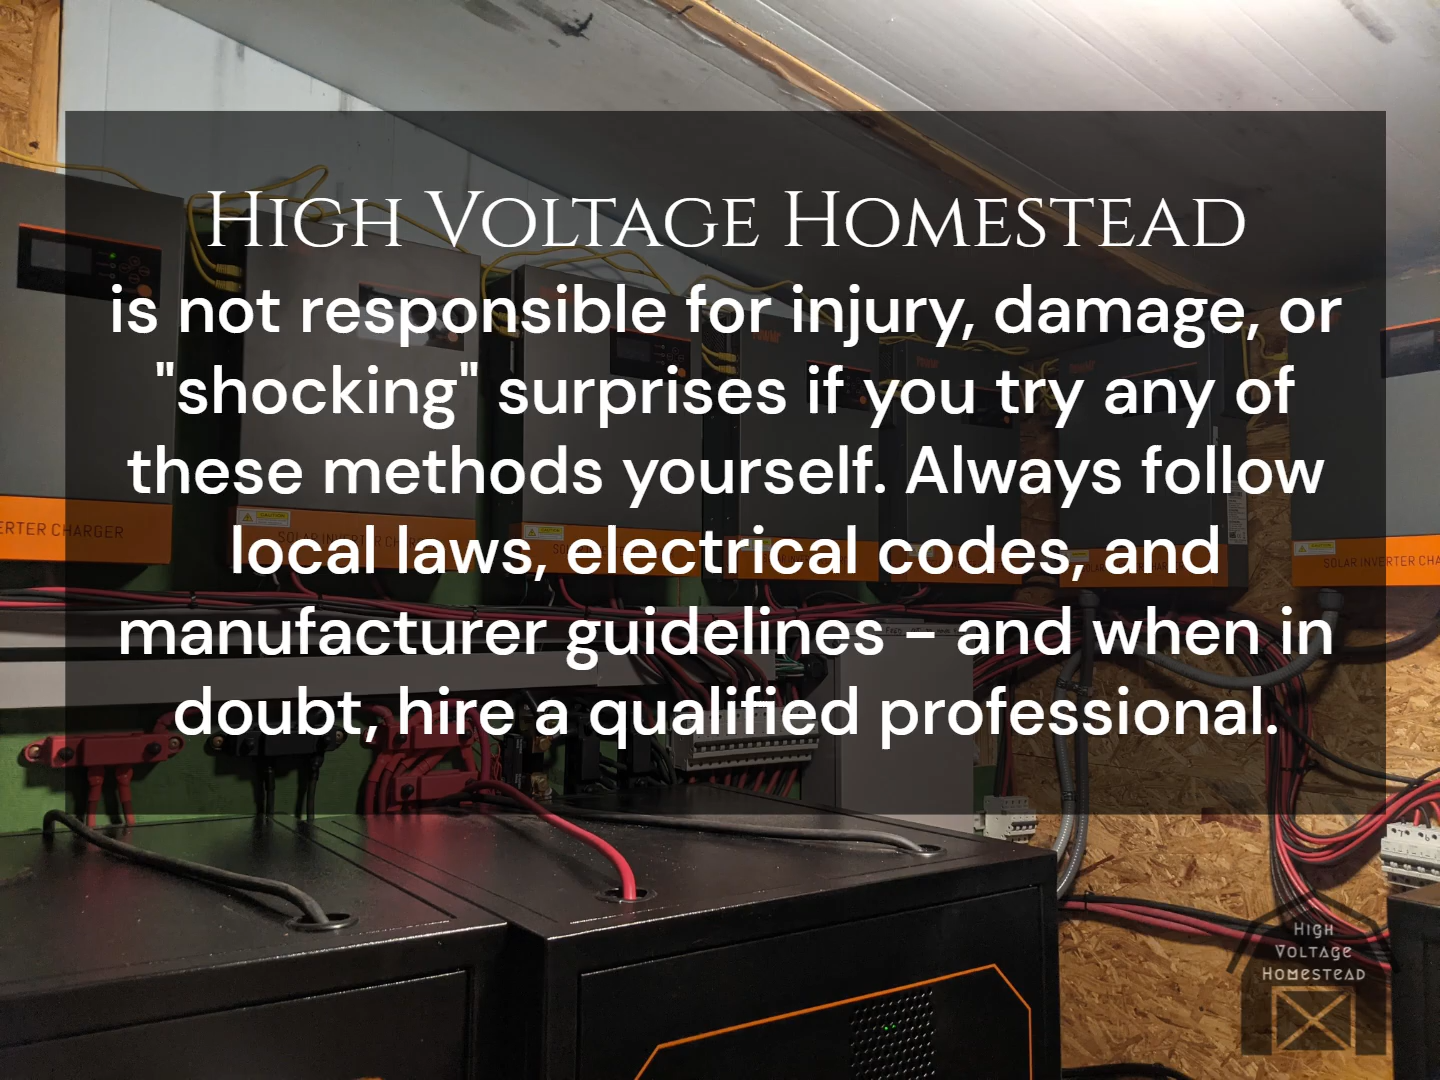 High Voltage Homestead
is not responsible for injury, damage, or
"shocking" surprises if you try any of
these methods yourself. Always follow
local laws, electrical codes, and
manufacturer guidelines – and when in
doubt, hire a qualified professional.
ERTER CHARGER
SOLAR INVERTER CHA
High
Voltage
Homestead